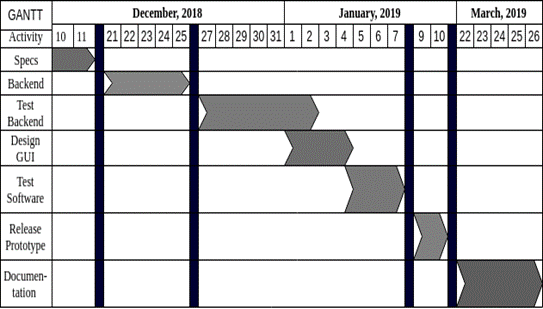 GANTT December, 2018 January, 2019 March, 2019
Activity 10 11 21 22 23 24 25 27 28 29 30 31 1 2 3 4 5 6 7 9 10 22 23 24 25 26
Specs
Backend
Test
Backend
Design
GUI
Test
Software
Release
Prototype
Documen-
tation